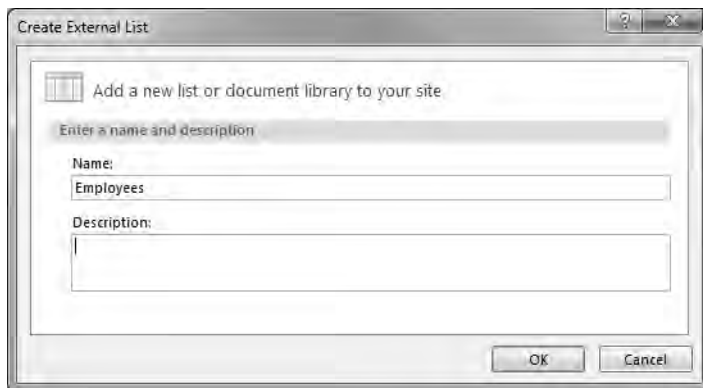 Create External List
?
Add a new list or document library to your site
Enter a name and description
Name:
Employees
Description:
OK Cancel